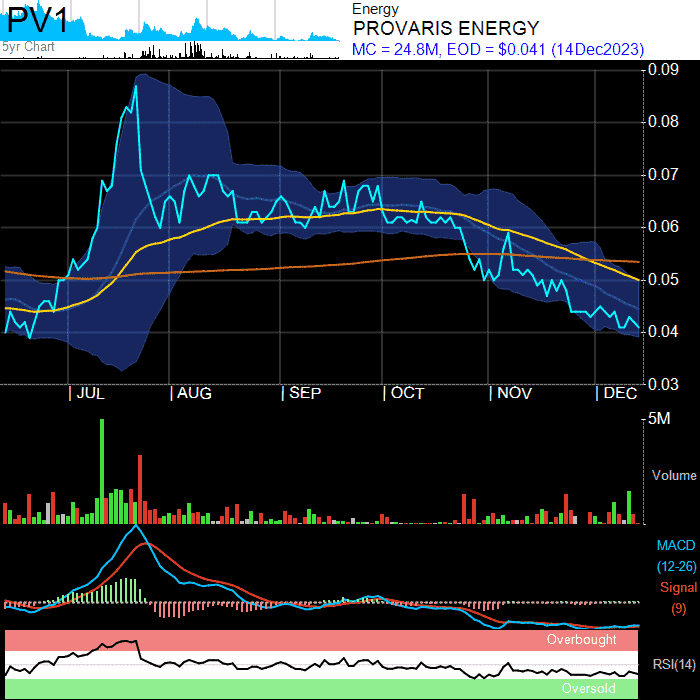 PV1
5yr Chart
Energy
PROVARIS ENERGY
MC = 24.8M, EOD = $0.041 (14Dec2023)
0.09
0.08
0.07
0.06
0.05
0.04
0.03
JUL AUG SEP OCT NOV DEC
5M
Volume
MACD
(12-26)
Signal
(9)
Overbought
RSI(14)
Oversold